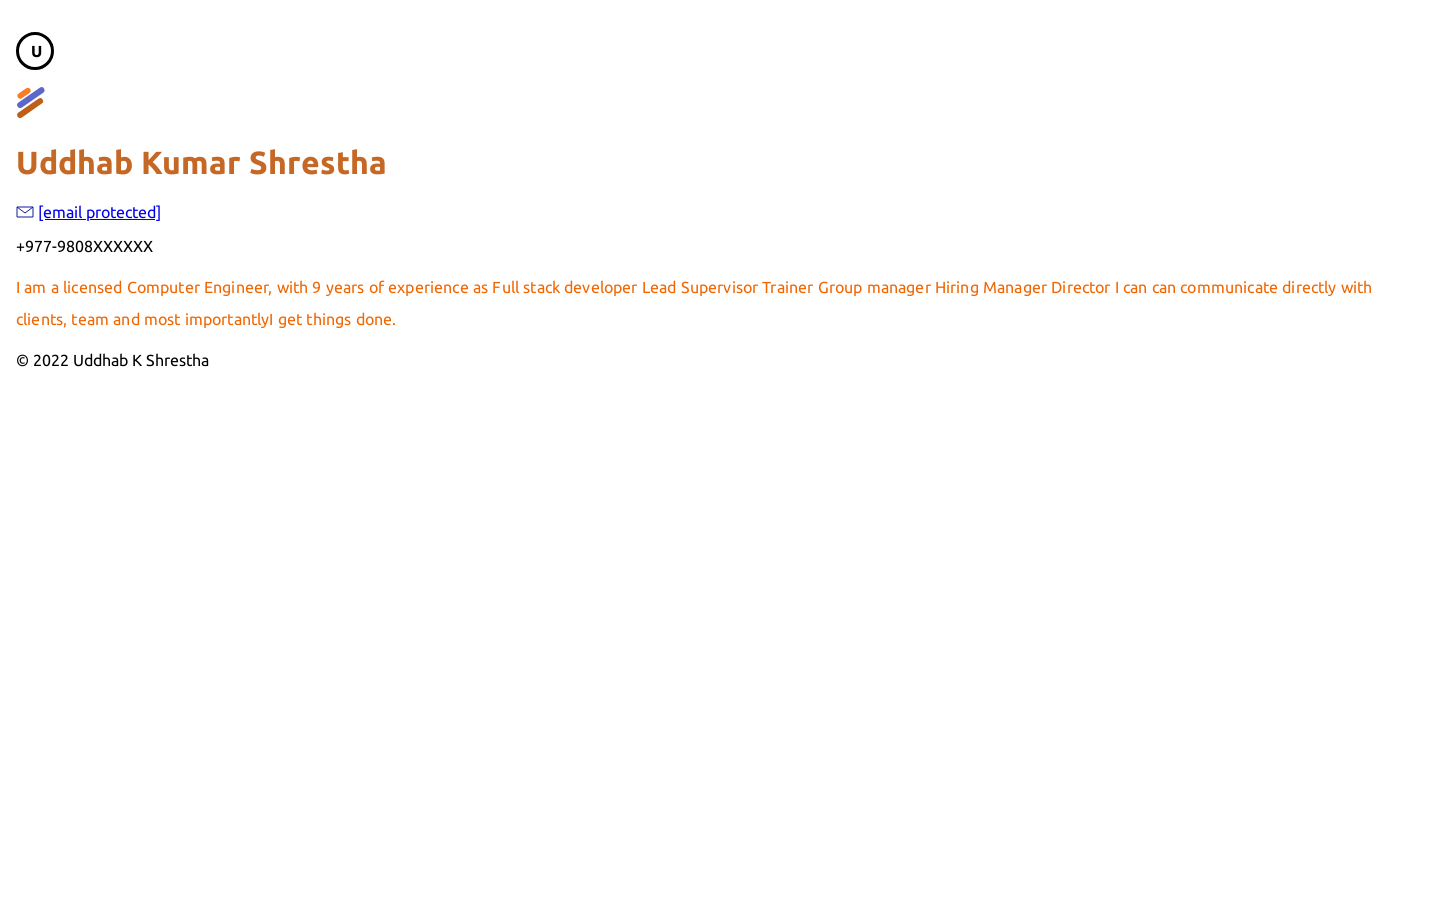 U
Uddhab Kumar Shrestha
[email protected]
+977-9808XXXXXX
I am a licensed Computer Engineer, with 9 years of experience as Full stack developer Lead Supervisor Trainer Group manager Hiring Manager Director I can can communicate directly with
clients, team and most importantlyI get things done.
© 2022 Uddhab K Shrestha